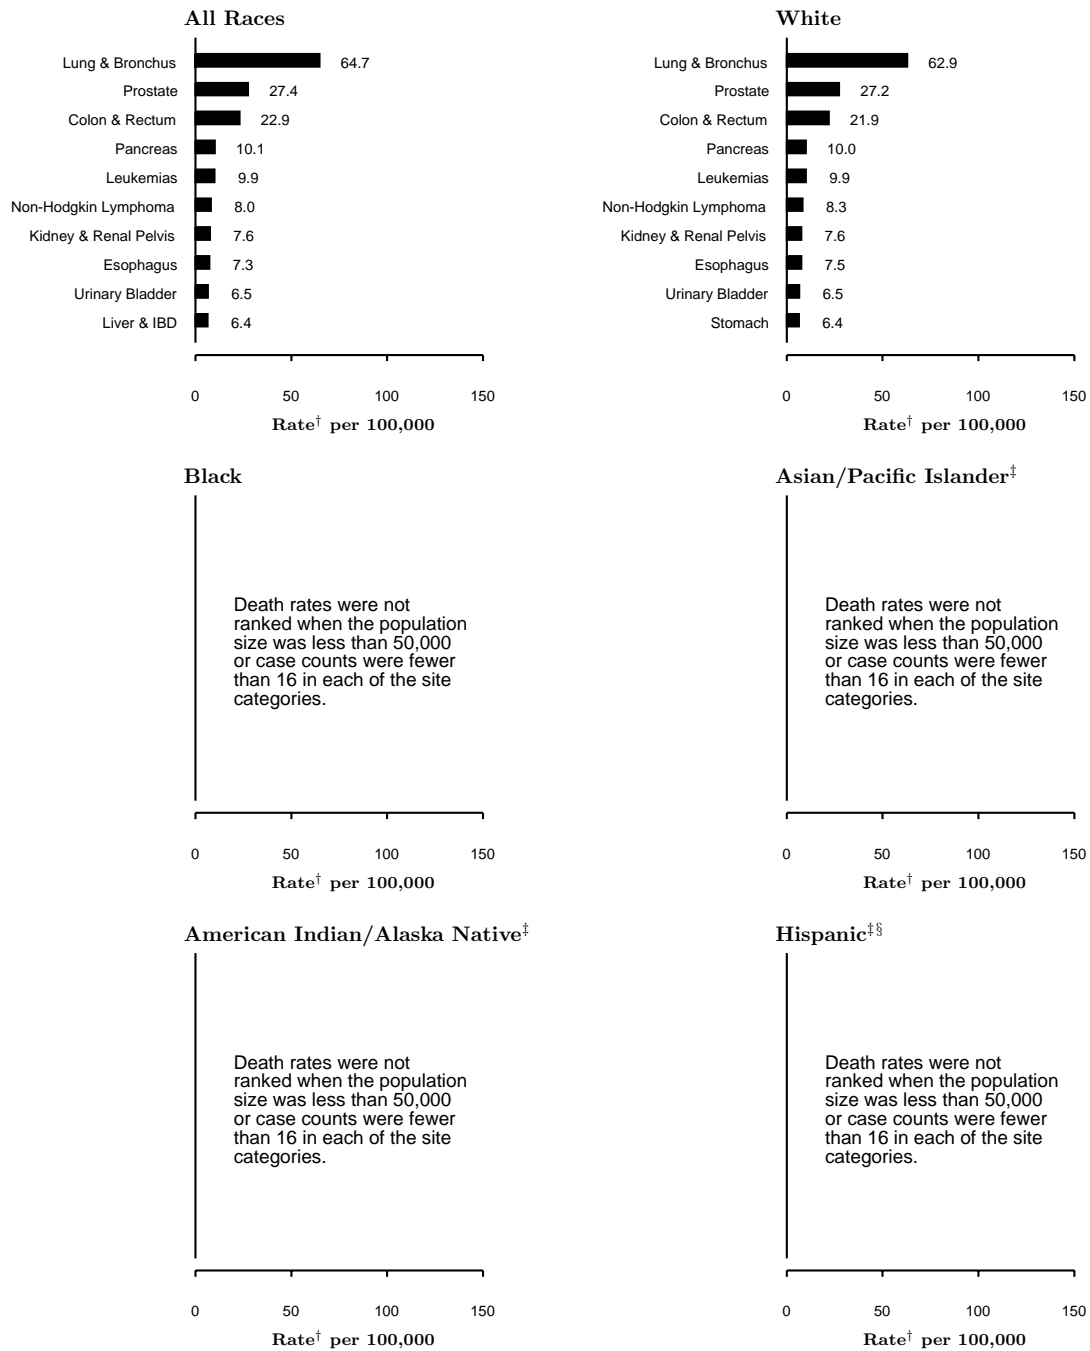 All Races
Lung & Bronchus 64.7
Prostate 27.4
Colon & Rectum 22.9
Pancreas 10.1
Leukemias 9.9
Non-Hodgkin Lymphoma 8.0
Kidney & Renal Pelvis 7.6
Esophagus 7.3
Urinary Bladder 6.5
Liver & IBD 6.4
0 50 100 150
Rate† per 100,000
White
Lung & Bronchus 62.9
Prostate 27.2
Colon & Rectum 21.9
Pancreas 10.0
Leukemias 9.9
Non-Hodgkin Lymphoma 8.3
Kidney & Renal Pelvis 7.6
Esophagus 7.5
Urinary Bladder 6.5
Stomach 6.4
0 50 100 150
Rate† per 100,000
Black
Death rates were not
ranked when the population
size was less than 50,000
or case counts were fewer
than 16 in each of the site
categories.
0 50 100 150
Rate† per 100,000
Asian/Pacific Islander‡
Death rates were not
ranked when the population
size was less than 50,000
or case counts were fewer
than 16 in each of the site
categories.
0 50 100 150
Rate† per 100,000
American Indian/Alaska Native‡
Death rates were not
ranked when the population
size was less than 50,000
or case counts were fewer
than 16 in each of the site
categories.
0 50 100 150
Rate† per 100,000
Hispanic‡§
Death rates were not
ranked when the population
size was less than 50,000
or case counts were fewer
than 16 in each of the site
categories.
0 50 100 150
Rate† per 100,000